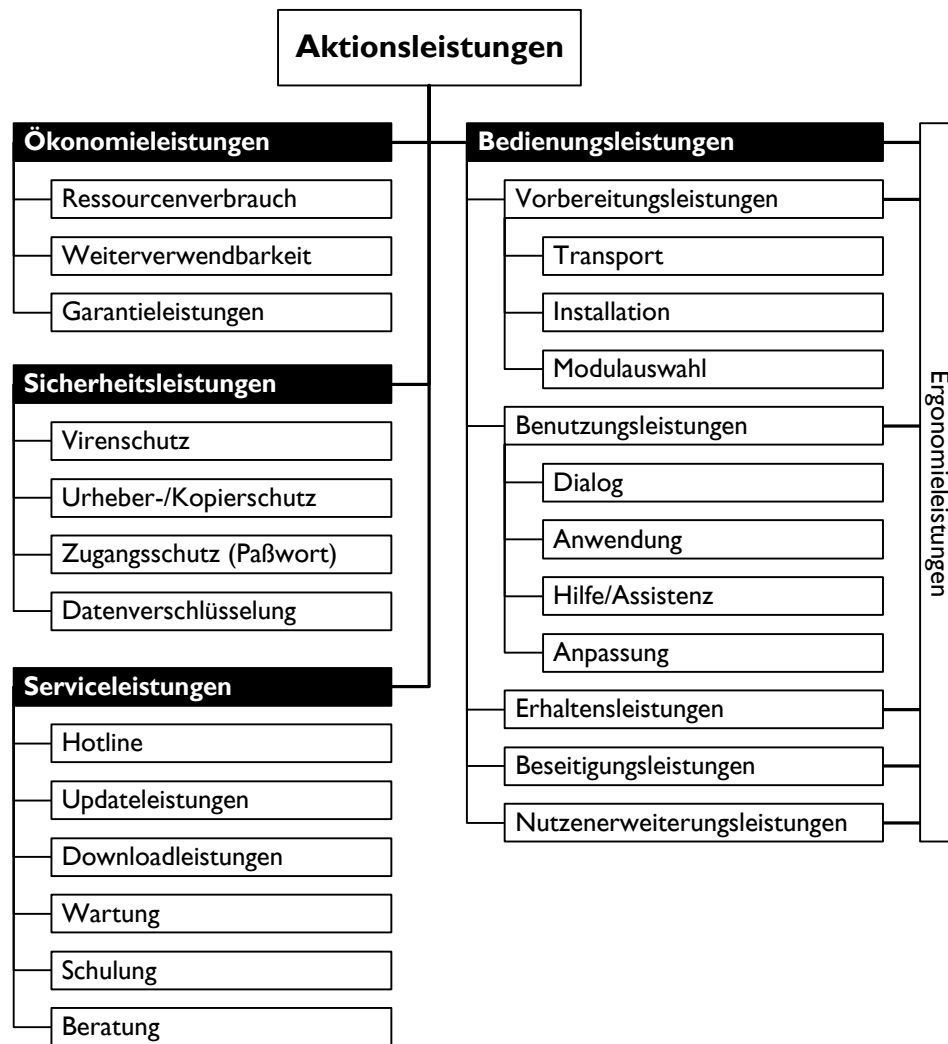 Aktionsleistungen
Ökonomieleistungen
Ressourcenverbrauch
Weiterverwendbarkeit
Garantieleistungen
Sicherheitsleistungen
Virenschutz
Urheber-/Kopierschutz
Zugangsschutz (Paßwort)
Datenverschlüsselung
Serviceleistungen
Hotline
Updateleistungen
Downloadleistungen
Wartung
Schulung
Beratung
Bedienungsleistungen
Vorbereitungsleistungen
Transport
Installation
Modulauswahl
Benutzungsleistungen
Dialog
Anwendung
Hilfe/Assistenz
Anpassung
Erhaltensleistungen
Beseitigungsleistungen
Nutzenerweiterungsleistungen
Ergonomieleistungen